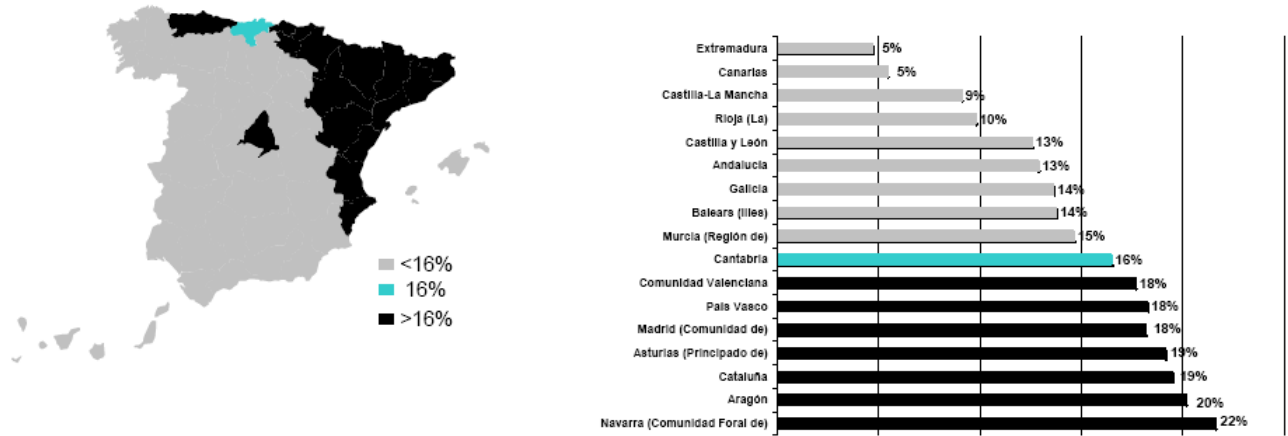 <16%
16%
>16%
Extremadura 5%
Canarias 5%
Castilla-La Mancha 9%
Rioja (La) 10%
Castilla y León 13%
Andalucía 13%
Galicia 14%
Balears (Illes) 14%
Murcia (Región de) 15%
Cantabria 16%
Comunidad Valenciana 18%
País Vasco 18%
Madrid (Comunidad de) 18%
Asturias (Principado de) 19%
Cataluña 19%
Aragón 20%
Navarra (Comunidad Foral de) 22%